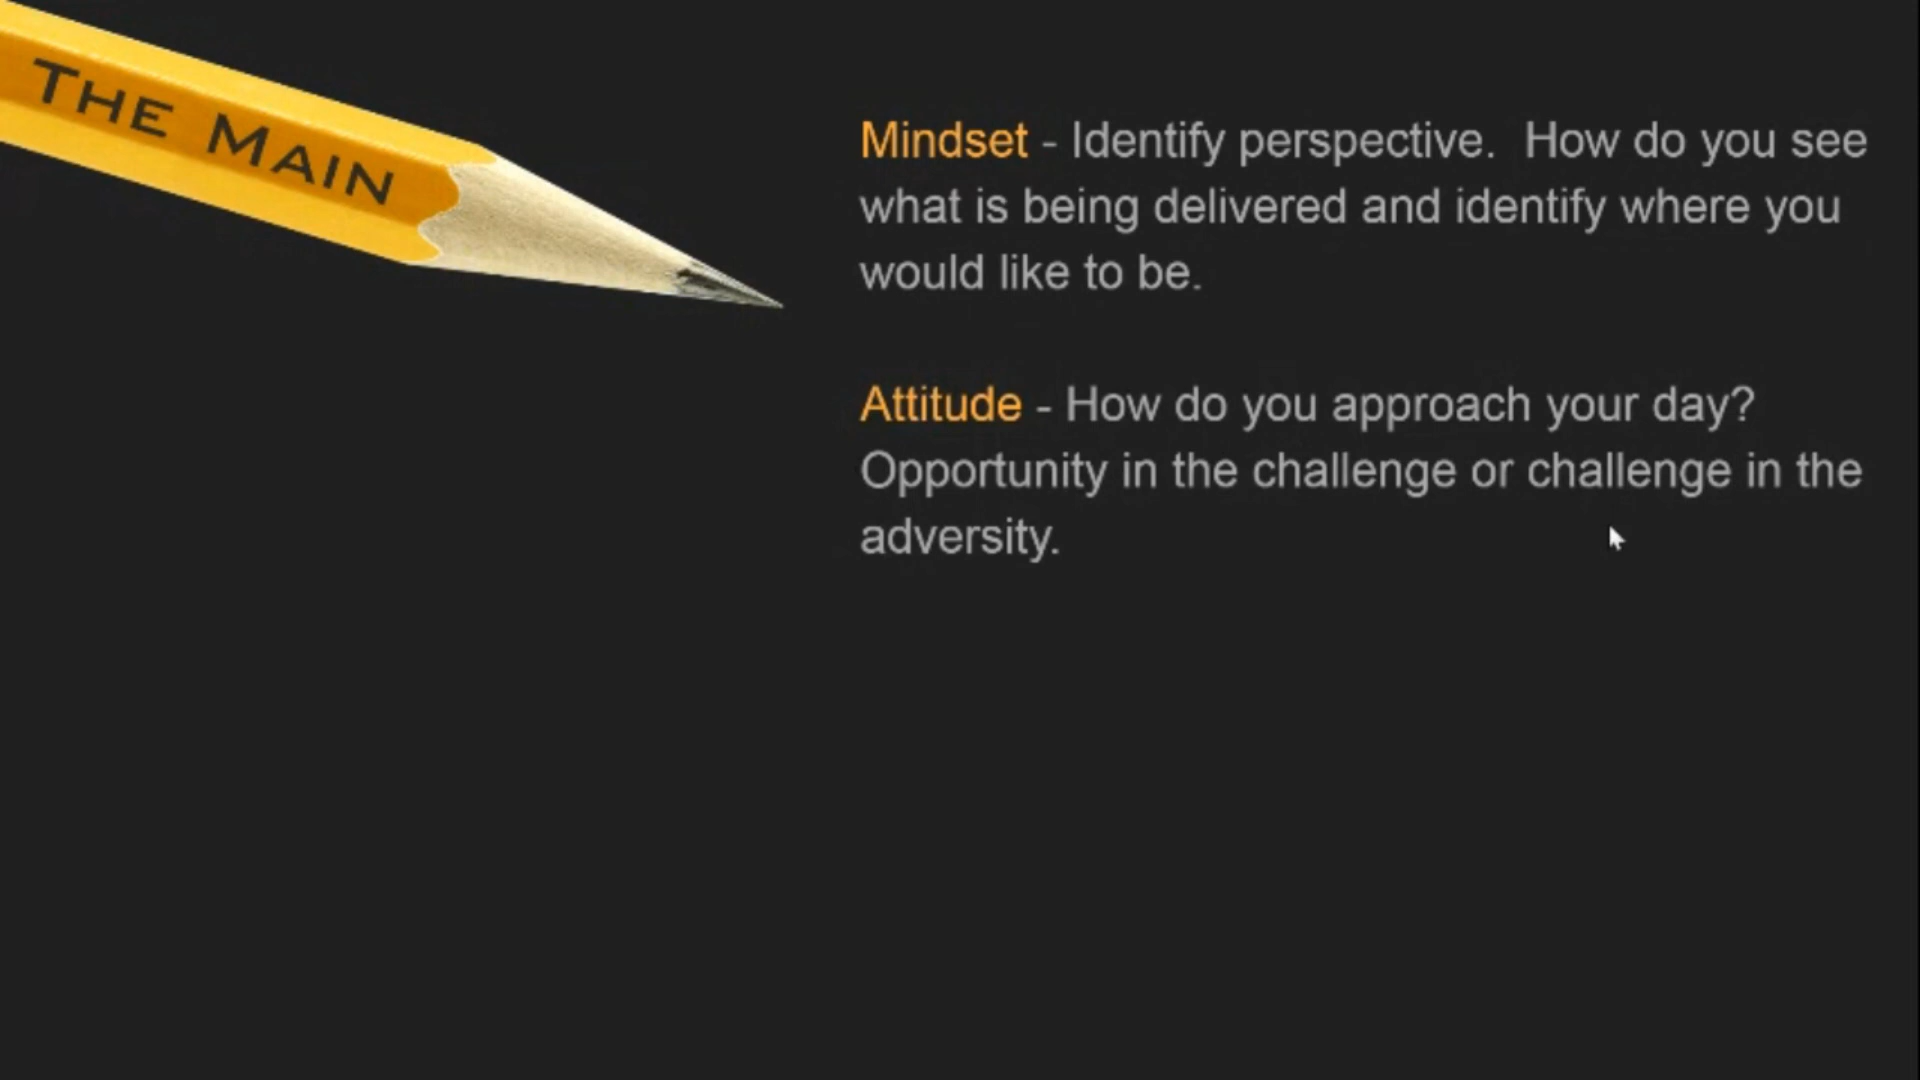 THE MAIN
Mindset - Identify perspective.  How do you see
what is being delivered and identify where you
would like to be.
Attitude - How do you approach your day?
Opportunity in the challenge or challenge in the
adversity.